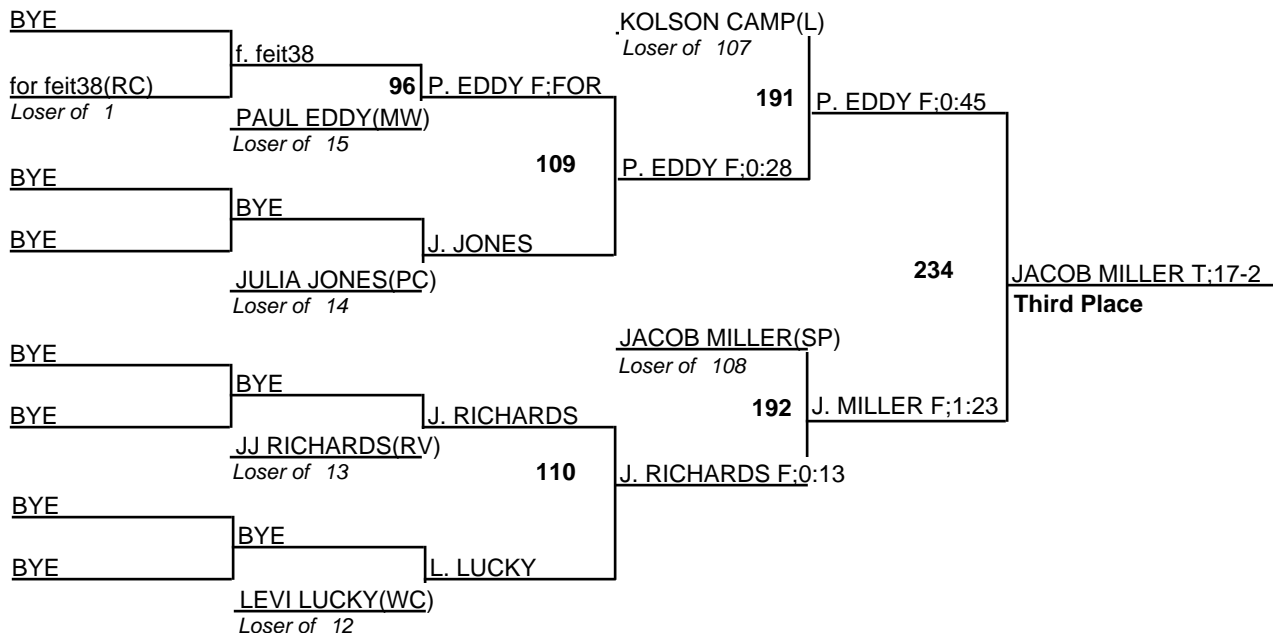 BYE
KOLSON CAMP(L)
f. feit38
Loser of 107
for feit38(RC)
96
P. EDDY F;FOR
191
P. EDDY F;0:45
Loser of 1
PAUL EDDY(MW)
Loser of 15
109
P. EDDY F;0:28
BYE
BYE
BYE
J. JONES
234
JACOB MILLER T;17-2
JULIA JONES(PC)
Loser of 14
Third Place
JACOB MILLER(SP)
BYE
Loser of 108
BYE
192
J. MILLER F;1:23
BYE
J. RICHARDS
JJ RICHARDS(RV)
Loser of 13
110
J. RICHARDS F;0:13
BYE
BYE
BYE
L. LUCKY
LEVI LUCKY(WC)
Loser of 12